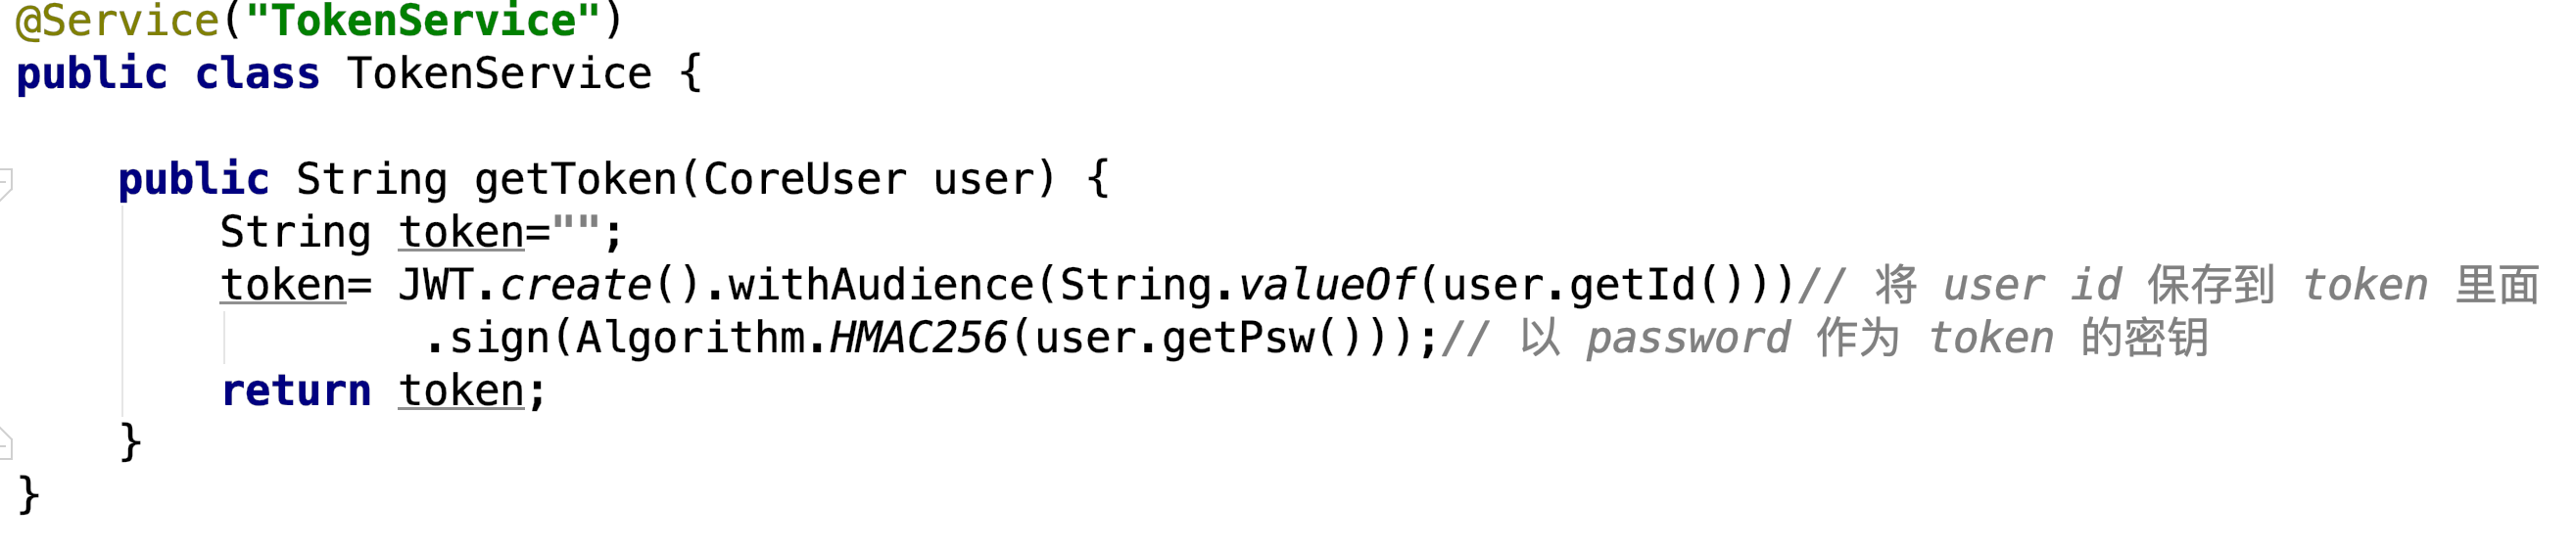 @Service("TokenService")
public class TokenService {
public String getToken(CoreUser user) {
String token="";
token= JWT.create().withAudience(String.valueOf(user.getId()))// 将 user id 保存到 token 里面
.sign(Algorithm.HMAC256(user.getPsw()));// 以 password 作为 token 的密钥
return token;
}
}